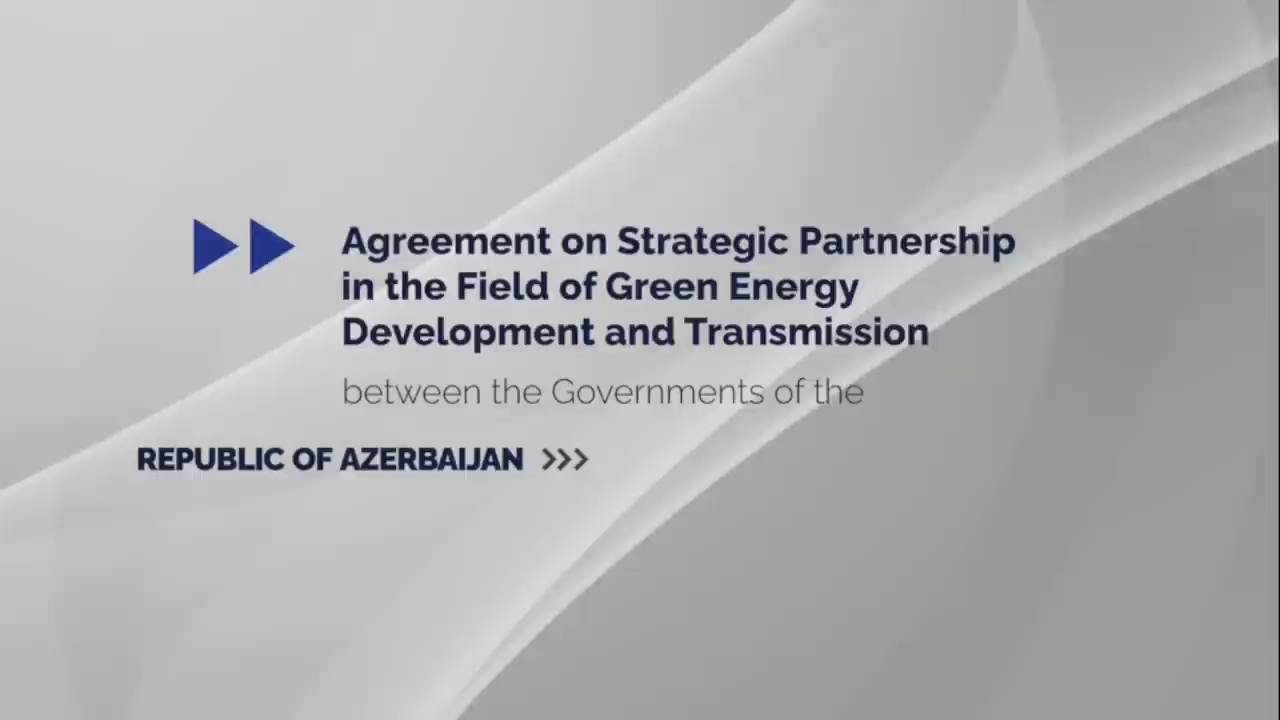 Agreement on Strategic Partnership
in the Field of Green Energy
Development and Transmission
between the Governments of the
REPUBLIC OF AZERBAIJAN >>>